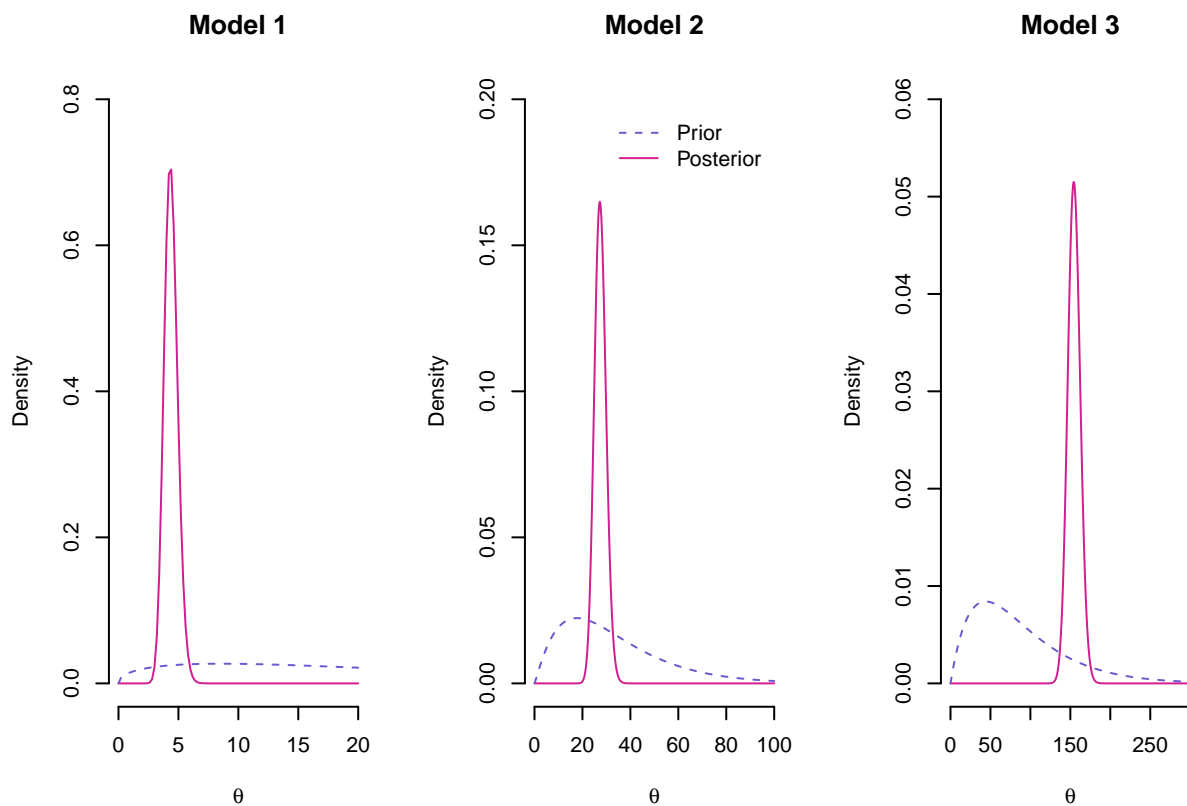 Model 1
Density
0.0 0.2 0.4 0.6 0.8
0 5 10 15 20
θ
Model 2
Prior
Posterior
Density
0.00 0.05 0.10 0.15 0.20
0 20 40 60 80 100
θ
Model 3
Density
0.00 0.01 0.02 0.03 0.04 0.05 0.06
0 50 150 250
θ